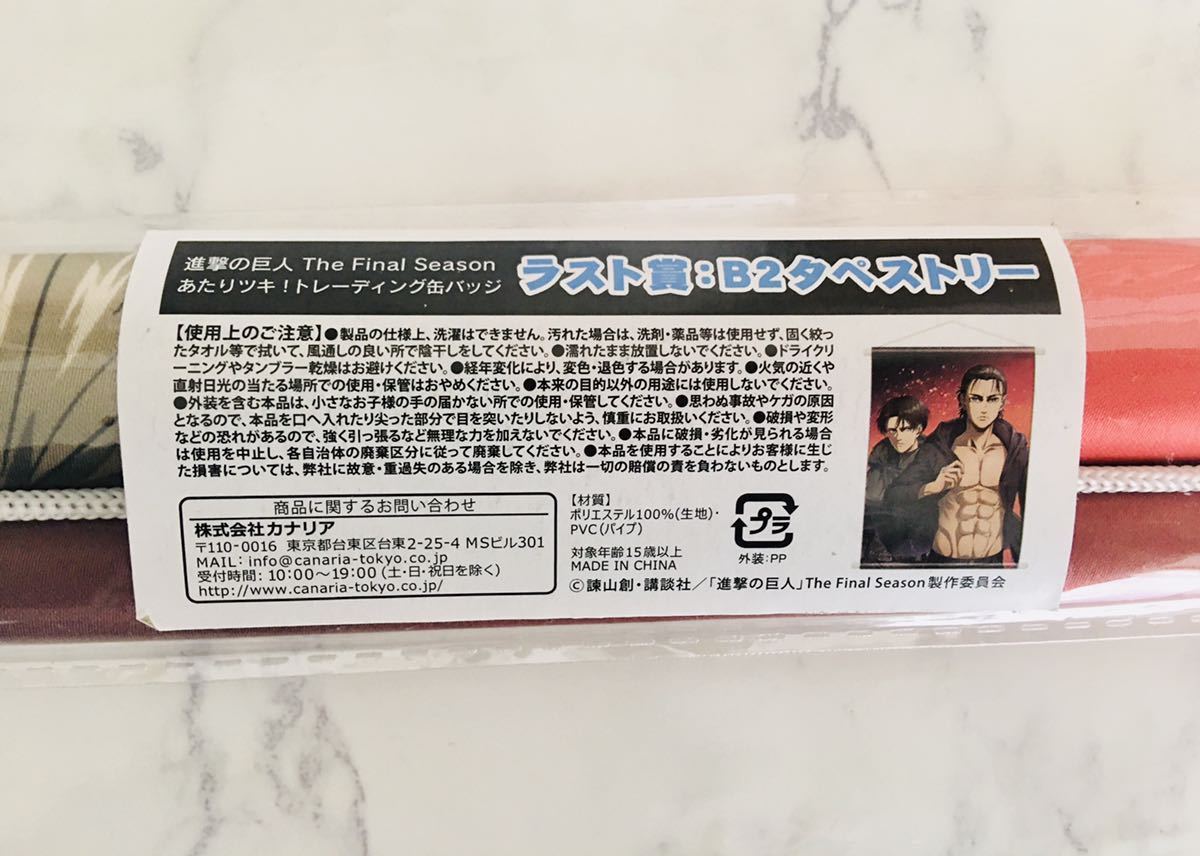 進撃の巨人 The Final Season
あたりツキ！トレーディング缶バッジ
ラスト賞：B2タペストリー
【使用上のご注意】●製品の仕様上、洗濯はできません。汚れた場合は、洗剤・薬品等は使用せず、固く絞っ
たタオル等で拭いて、風通しの良い所で陰干しをしてください。●濡れたまま放置しないでください。●ドライクリ
ーニングやタンブラー乾燥はお避けください。●経年変化により、変色・退色する場合があります。●火気の近くや
直射日光の当たる場所での使用・保管はおやめください。●本来の目的以外の用途には使用しないでください。
●外装を含む本品は、小さなお子様の手の届かない所での使用・保管してください。●思わぬ事故やケガの原因
となるので、本品を口へ入れたり尖った部分で目を突いたりしないよう、慎重にお取扱いください。●破損や変形
などの恐れがあるので、強く引っ張るなど無理な力を加えないでください。●本品に破損・劣化が見られる場合
は使用を中止し、各自治体の廃棄区分に従って廃棄してください。●本品を使用することによりお客様に生じ
た損害については、弊社に故意・重過失のある場合を除き、弊社は一切の賠償の責を負わないものとします。
商品に関するお問い合わせ
株式会社カナリア
〒110-0016 東京都台東区台東2-25-4 MSビル301
MAIL: info@canaria-tokyo.co.jp
受付時間: 10:00〜19:00 (土・日・祝日を除く)
http://www.canaria-tokyo.co.jp/
【材質】
ポリエステル100%(生地)・
PVC(パイプ)
対象年齢15歳以上
MADE IN CHINA
プラ
外装:PP
©諫山創・講談社／「進撃の巨人」The Final Season製作委員会